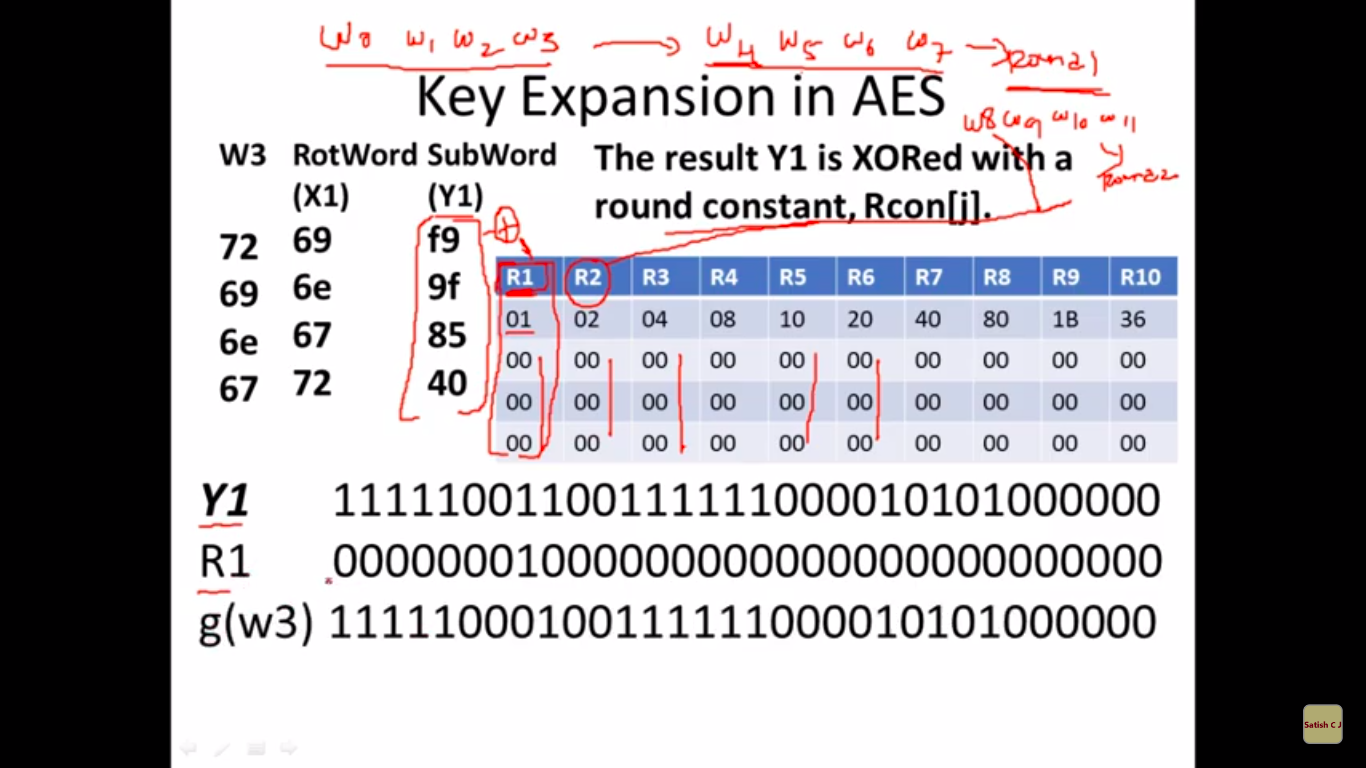 W0 W1 W2 W3 → W4 W5 W6 W7 → Round 1
Key Expansion in AES
W8 W9 W10 W11
Round 2
W3 RotWord SubWord
(X1) (Y1)
The result Y1 is XORed with a
round constant, Rcon[j].
72 69 f9
69 6e 9f
6e 67 85
67 72 40
R1 R2 R3 R4 R5 R6 R7 R8 R9 R10
01 02 04 08 10 20 40 80 1B 36
00 00 00 00 00 00 00 00 00 00
00 00 00 00 00 00 00 00 00 00
00 00 00 00 00 00 00 00 00 00
Y1 11111001100111111000010101000000
R1 00000001000000000000000000000000
g(w3) 11111000100111111000010101000000
Satish C J